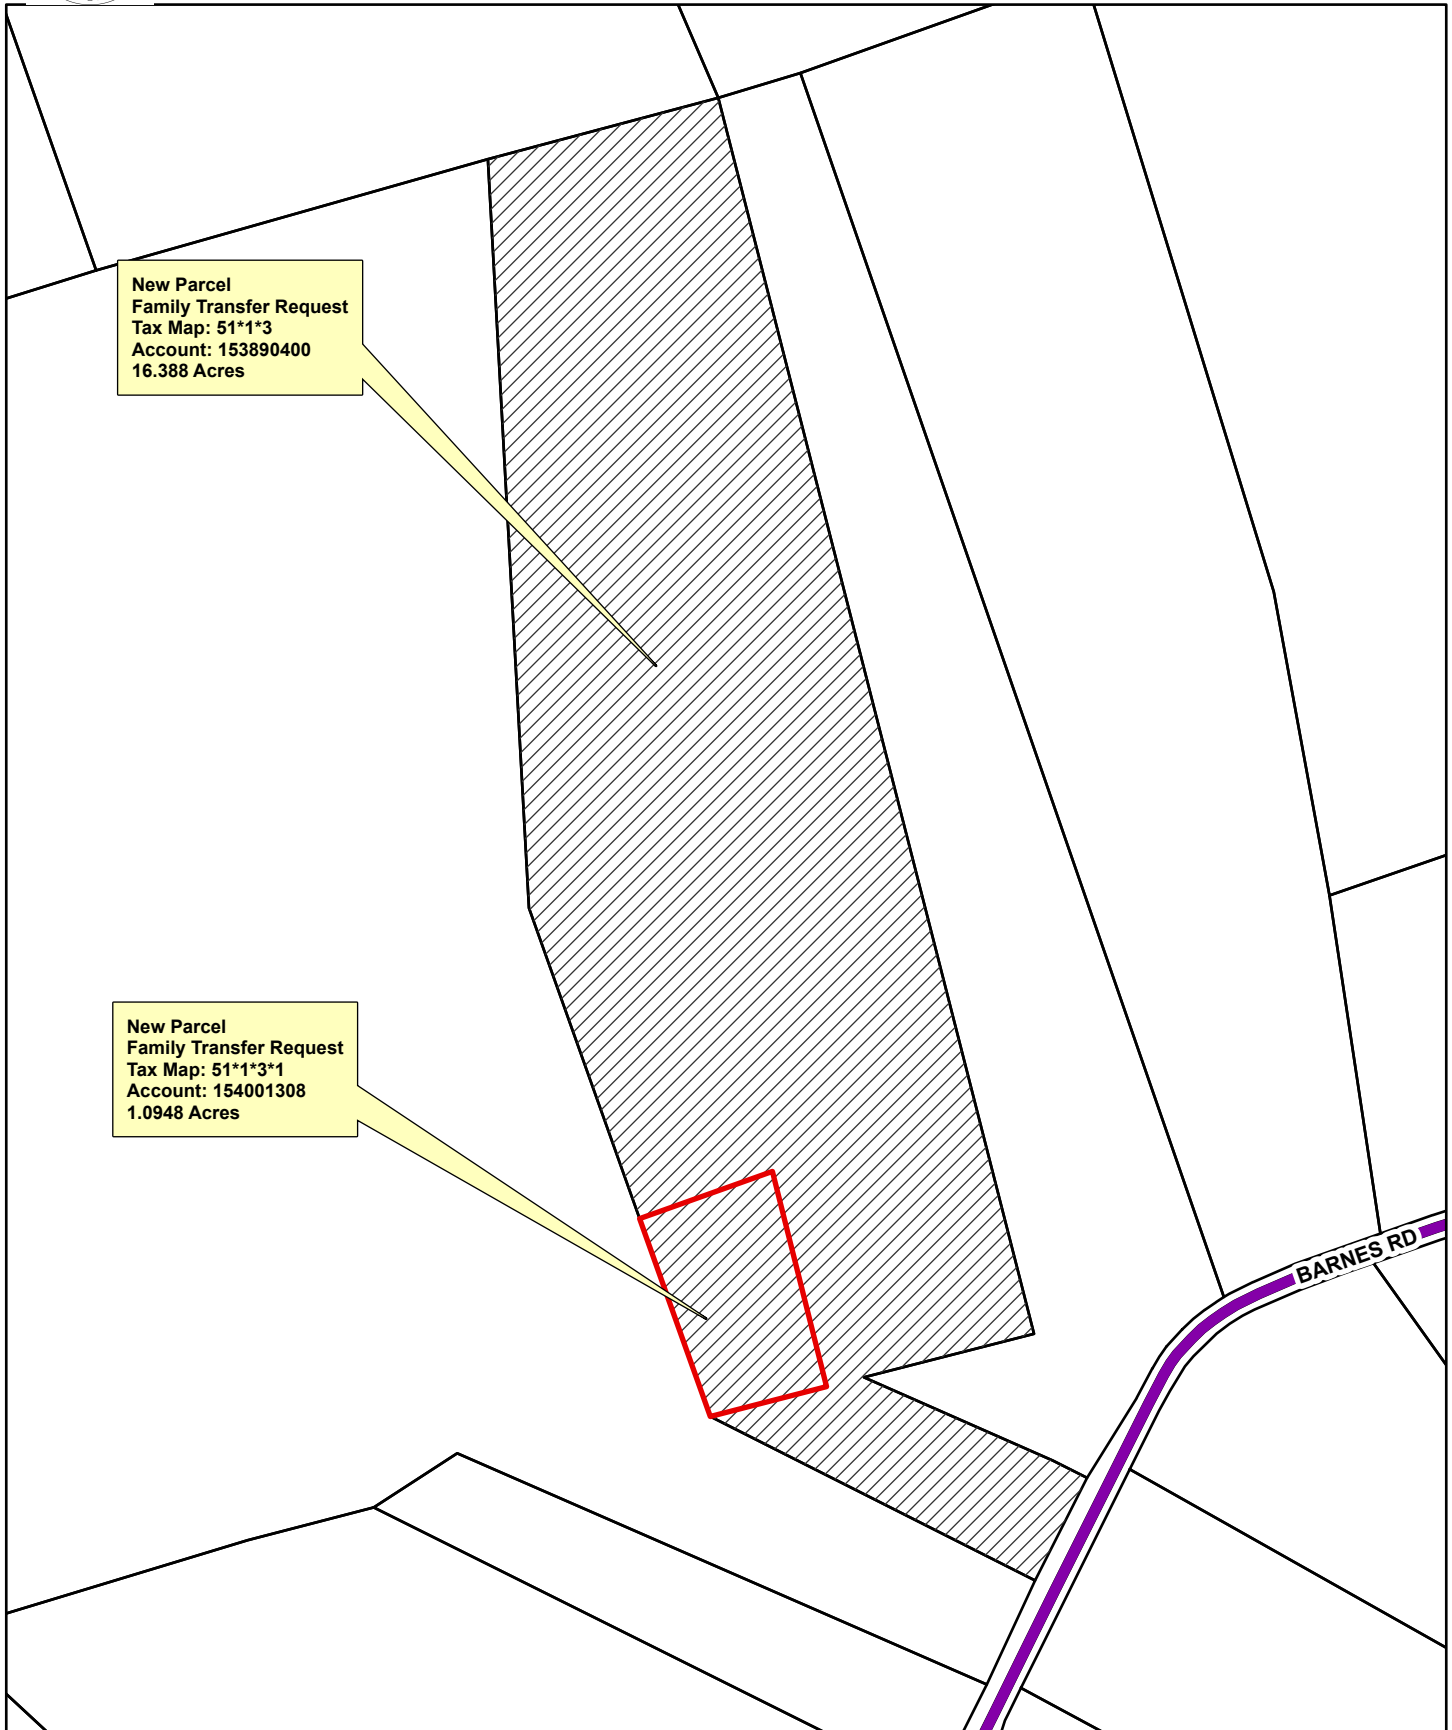 New Parcel
Family Transfer Request
Tax Map: 51*1*3
Account: 153890400
16.388 Acres
New Parcel
Family Transfer Request
Tax Map: 51*1*3*1
Account: 154001308
1.0948 Acres
BARNES RD